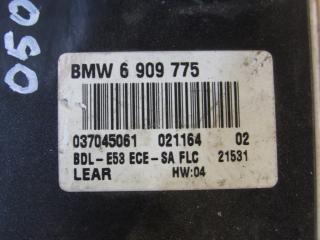 050
BMW 6 909 775
037045061 021164 02
BDL-E53 ECE-SA FLC 21531
LEAR HW:04